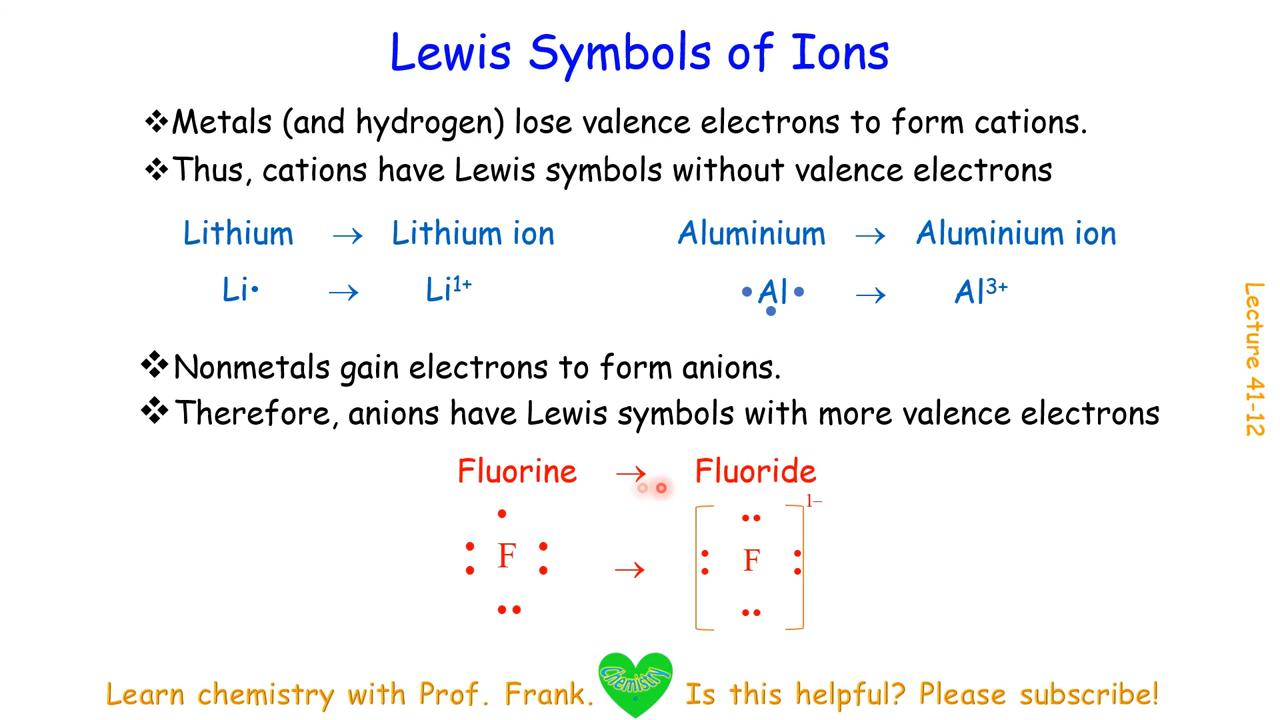 Lewis Symbols of Ions
❖Metals (and hydrogen) lose valence electrons to form cations.
❖Thus, cations have Lewis symbols without valence electrons
Lithium → Lithium ion Aluminium → Aluminium ion
Li• → Li¹⁺ •Al• → Al³⁺
❖Nonmetals gain electrons to form anions.
❖Therefore, anions have Lewis symbols with more valence electrons
Fluorine → Fluoride
F → [F]¹⁻
Lecture 41-12
Learn chemistry with Prof. Frank. Chemistry Is this helpful? Please subscribe!